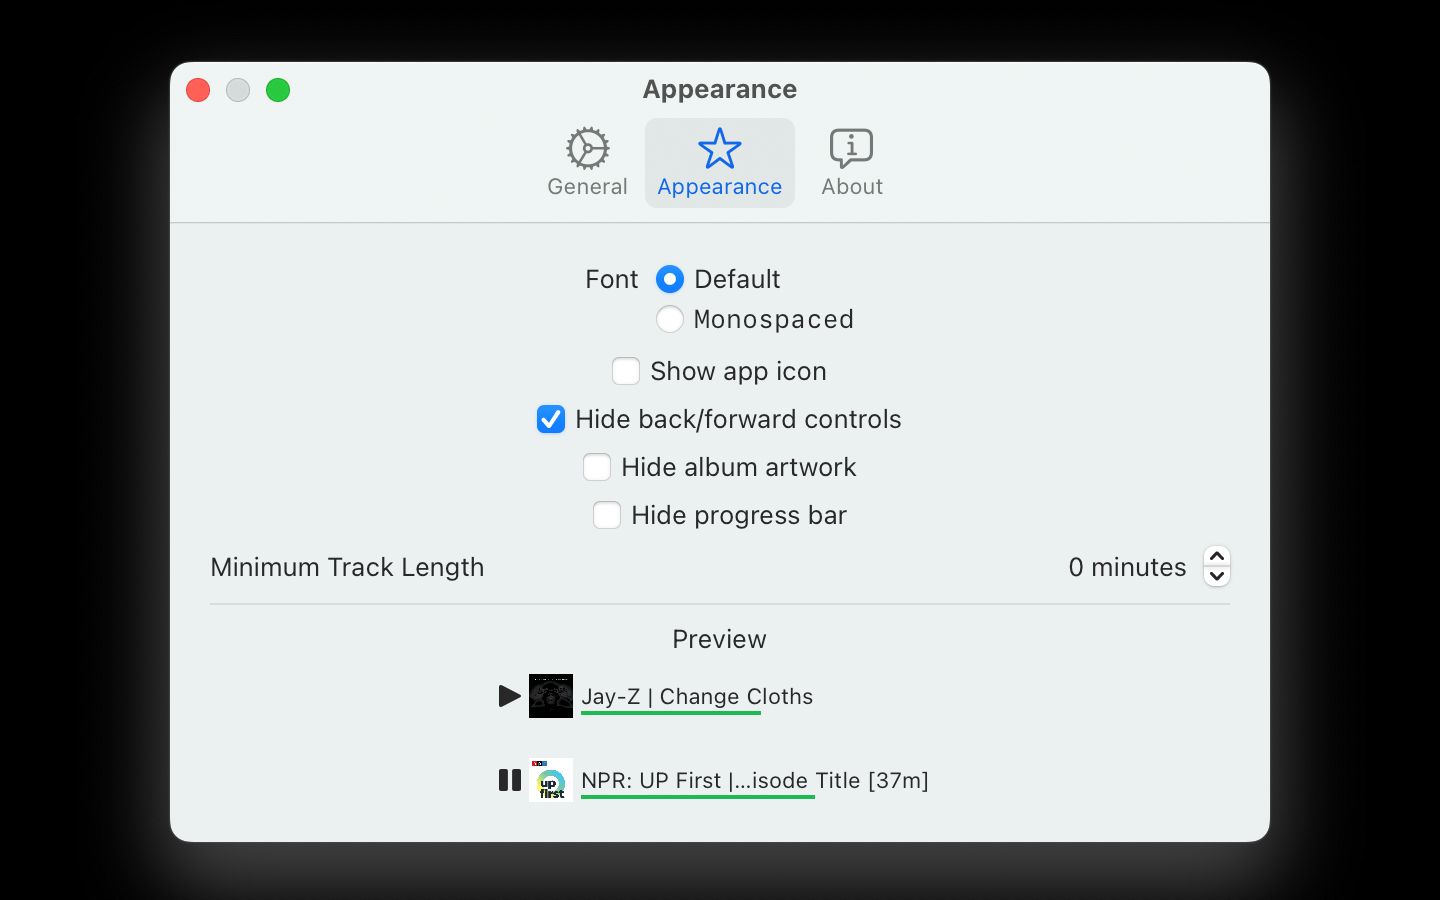 Appearance
General Appearance About
Font Default
Monospaced
Show app icon
Hide back/forward controls
Hide album artwork
Hide progress bar
Minimum Track Length 0 minutes
Preview
Jay-Z | Change Cloths
up
first
NPR: UP First |...isode Title [37m]